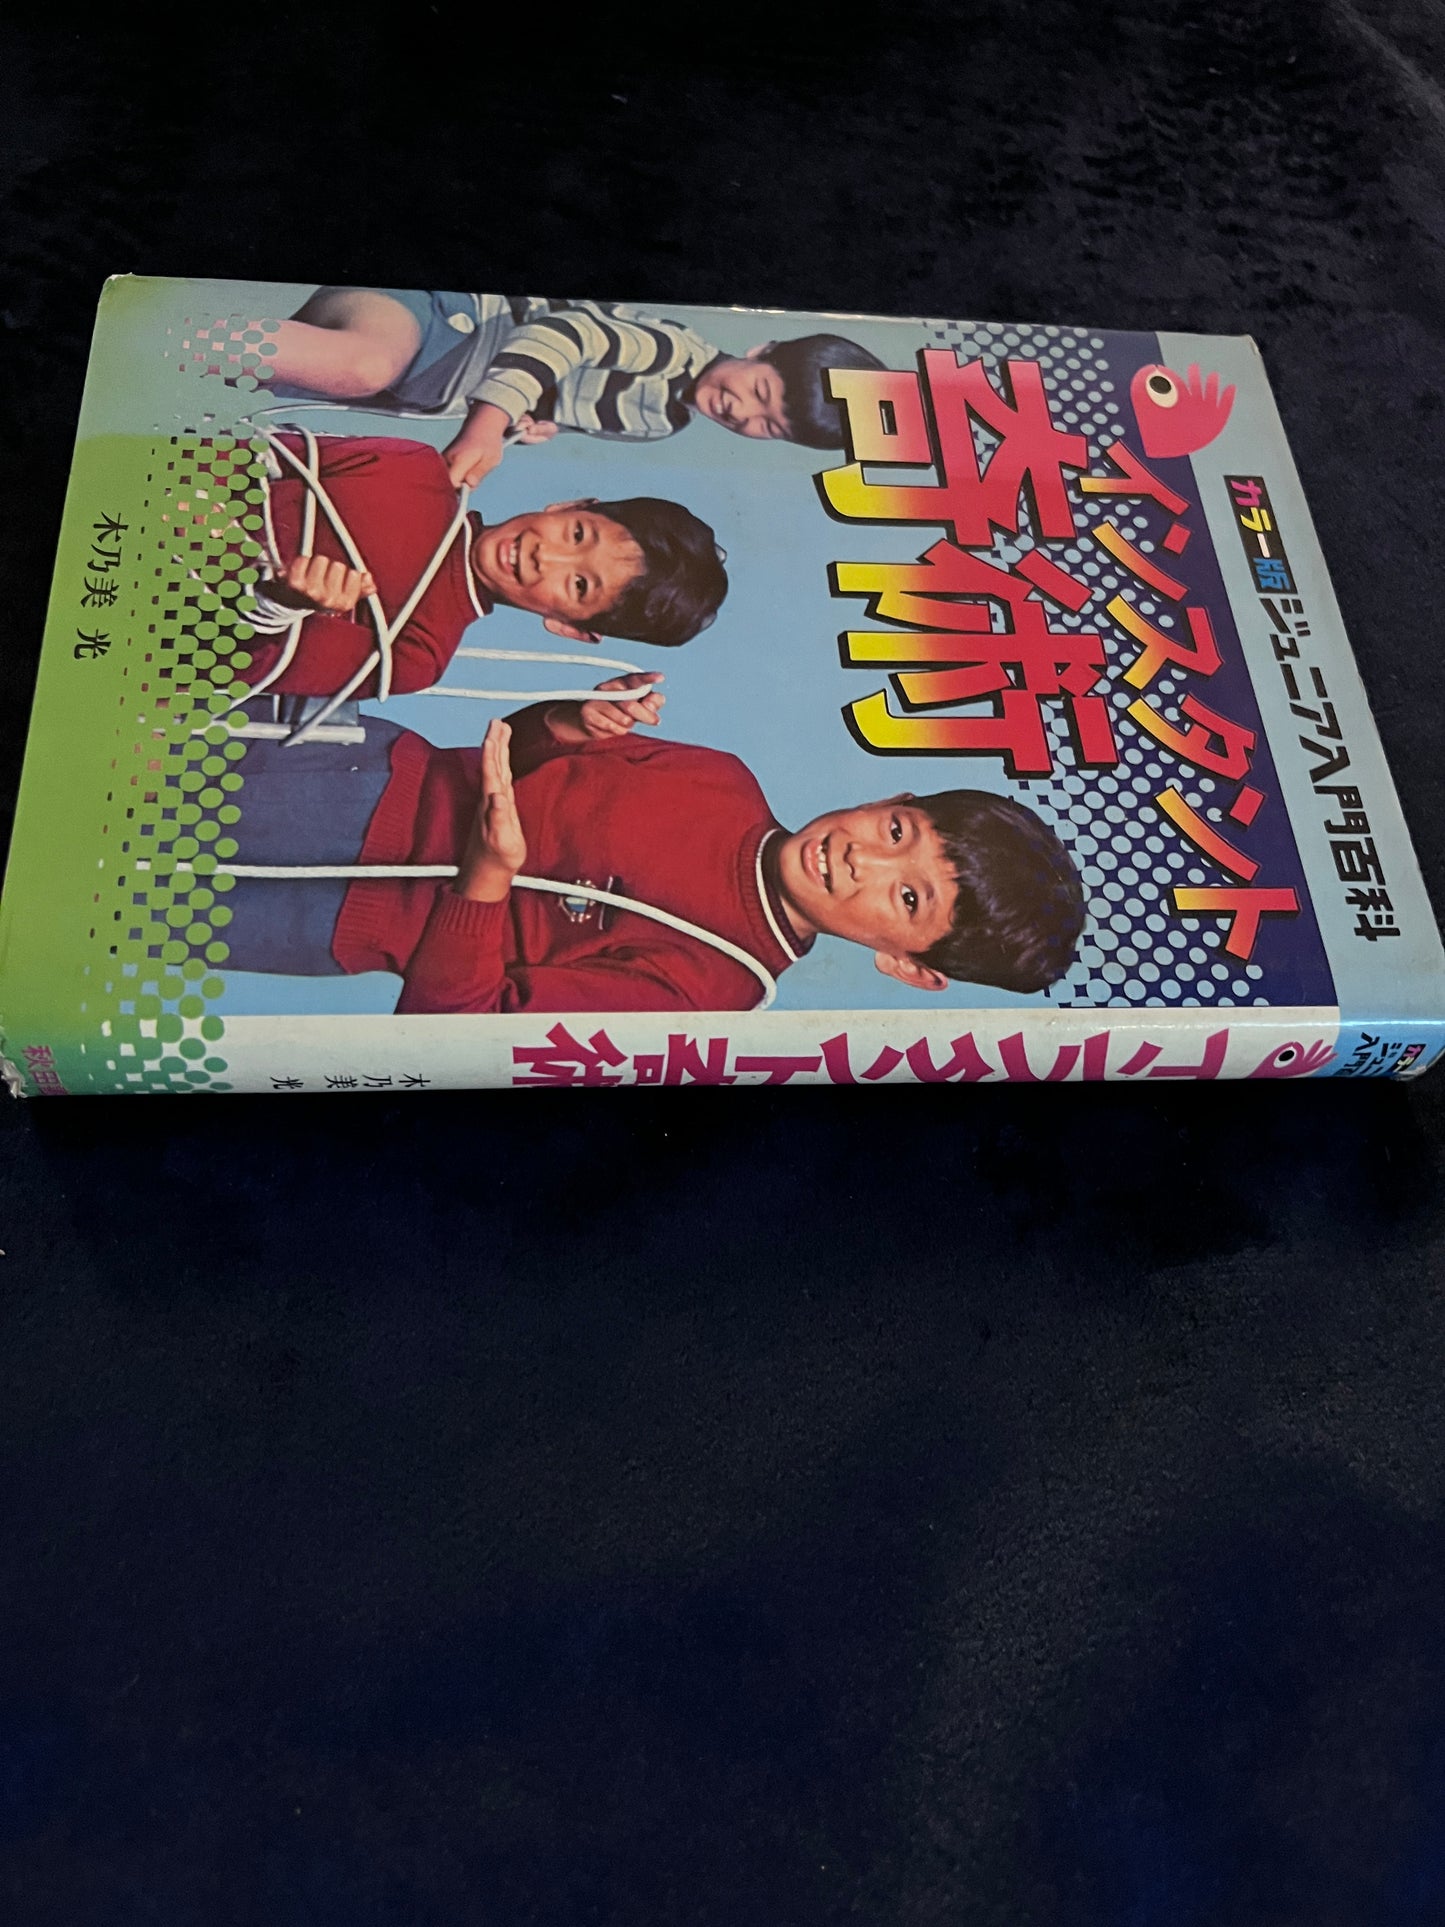 カラー版ジュニア入門百科
インスタント
奇術
木乃美 光
インスタント奇術
木乃美 光